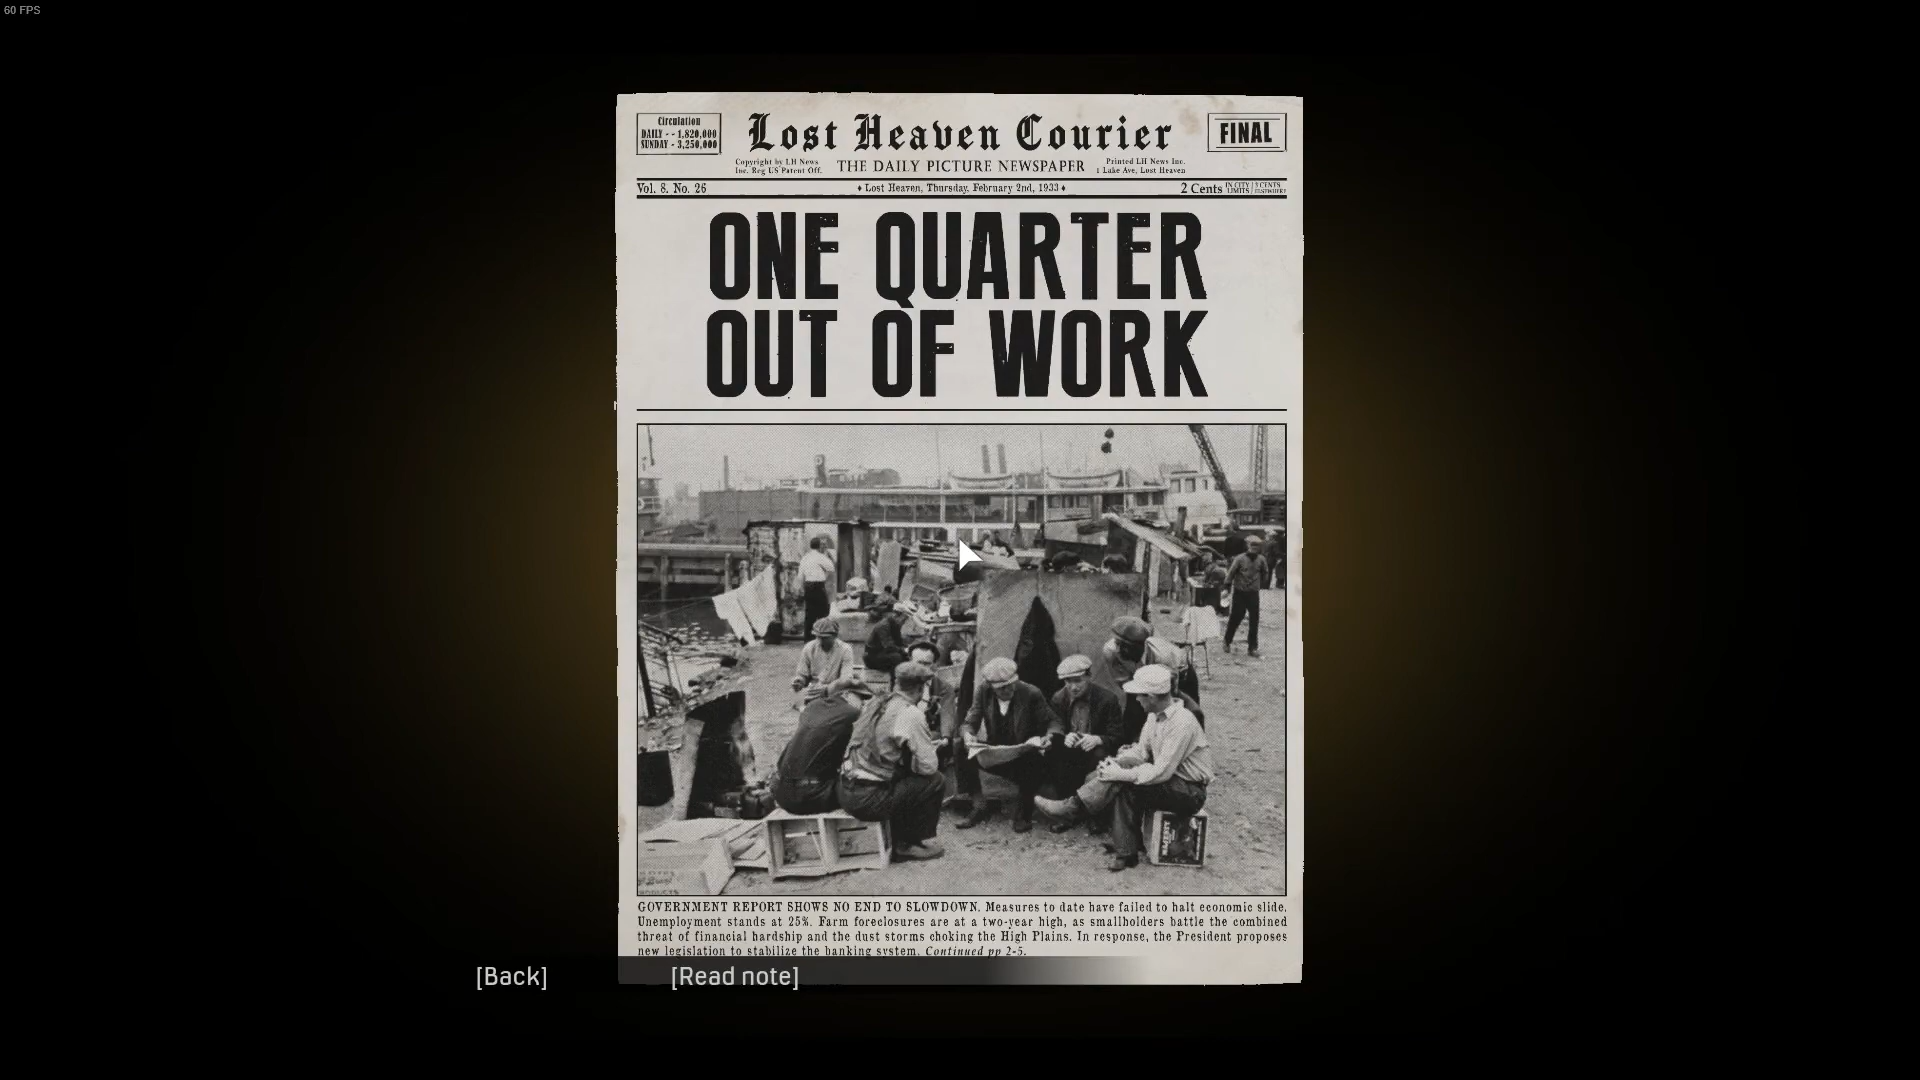 60 FPS
Circulation
DAILY - - 1,820,000
SUNDAY - 3,250,000
Lost Heaven Courier
FINAL
Copyright by LH News
Inc. Reg US Patent Off.
THE DAILY PICTURE NEWSPAPER
Printed LH News Inc.
1 Lake Ave, Lost Heaven
Vol. 8. No. 26
♦ Lost Heaven, Thursday, February 2nd, 1933 ♦
2 Cents IN CITY LIMITS | 3 CENTS ELSEWHERE
ONE QUARTER
OUT OF WORK
GOVERNMENT REPORT SHOWS NO END TO SLOWDOWN. Measures to date have failed to halt economic slide.
Unemployment stands at 25%. Farm foreclosures are at a two-year high, as smallholders battle the combined
threat of financial hardship and the dust storms choking the High Plains. In response, the President proposes
new legislation to stabilize the banking system. Continued pp 2-5.
[Back]
[Read note]